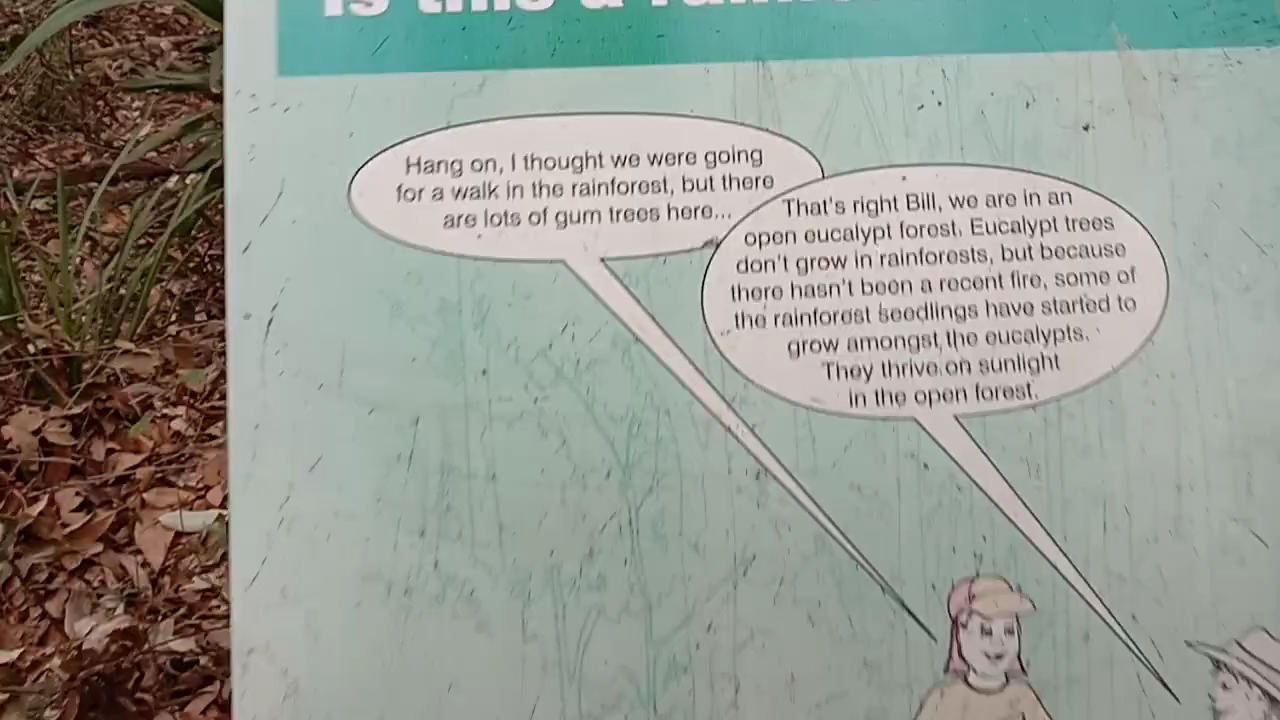 is this a
Hang on, I thought we were going
for a walk in the rainforest, but there
are lots of gum trees here...
That's right Bill, we are in an
open eucalypt forest. Eucalypt trees
don't grow in rainforests, but because
there hasn't been a recent fire, some of
the rainforest seedlings have started to
grow amongst the eucalypts.
They thrive on sunlight
in the open forest.